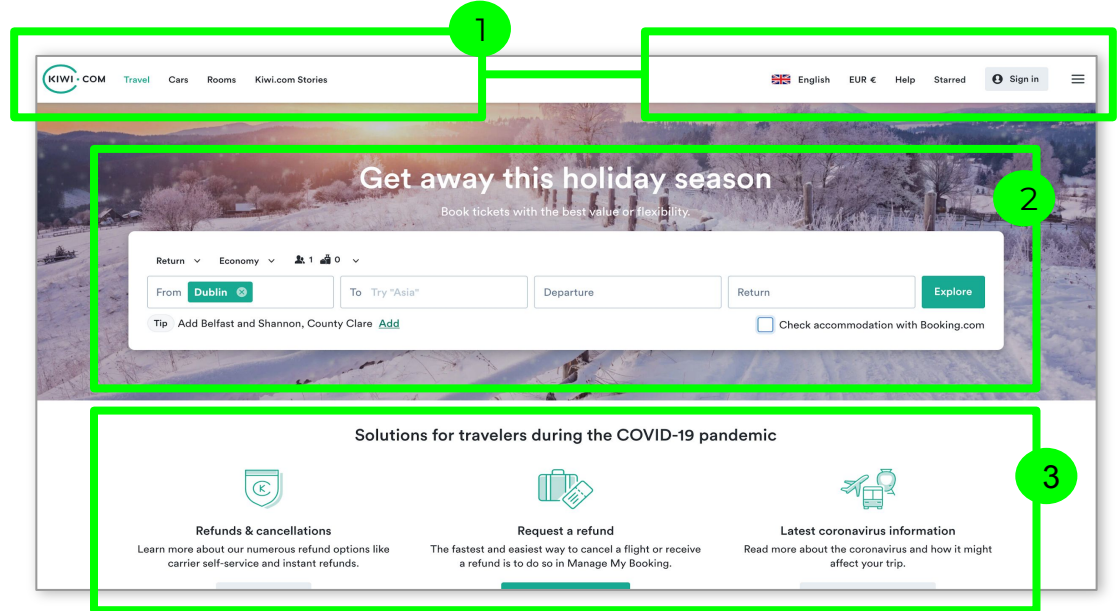 1
KIWI.COM Travel Cars Rooms Kiwi.com Stories English EUR € Help Starred Sign in
Get away this holiday season
2
Book tickets with the best value or flexibility.
Return Economy 1 0
From Dublin To Try "Asia" Departure Return Explore
Tip Add Belfast and Shannon, County Clare Add Check accommodation with Booking.com
Solutions for travelers during the COVID-19 pandemic
K
3
Refunds & cancellations Request a refund Latest coronavirus information
Learn more about our numerous refund options like The fastest and easiest way to cancel a flight or receive Read more about the coronavirus and how it might
carrier self-service and instant refunds. a refund is to do so in Manage My Booking. affect your trip.